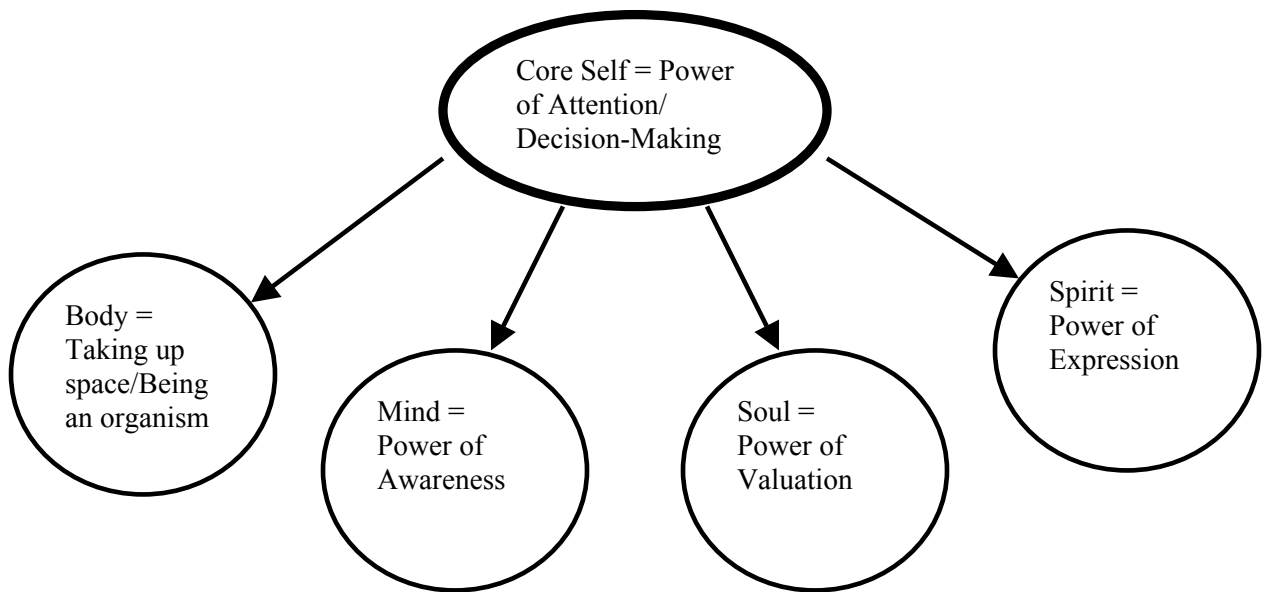 Core Self = Power
of Attention/
Decision-Making
Body =
Taking up
space/Being
an organism
Mind =
Power of
Awareness
Soul =
Power of
Valuation
Spirit =
Power of
Expression